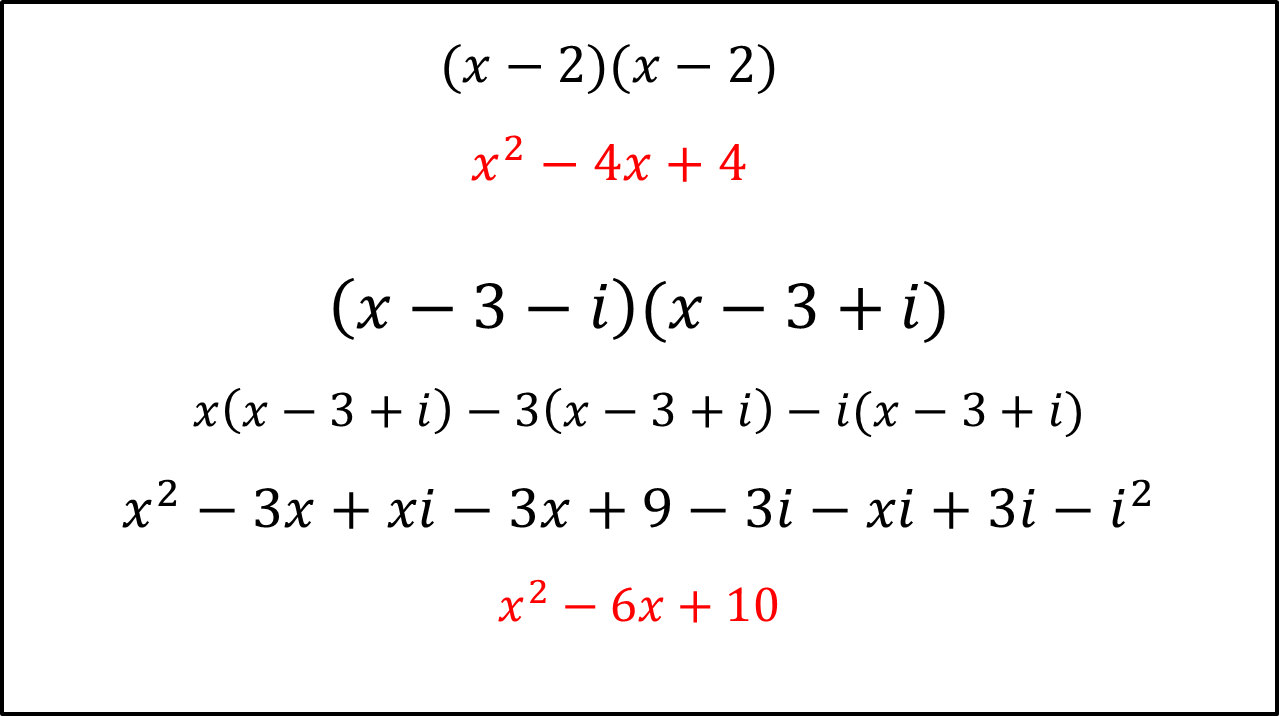 (x − 2)(x − 2)
x² − 4x + 4
(x − 3 − i)(x − 3 + i)
x(x − 3 + i) − 3(x − 3 + i) − i(x − 3 + i)
x² − 3x + xi − 3x + 9 − 3i − xi + 3i − i²
x² − 6x + 10